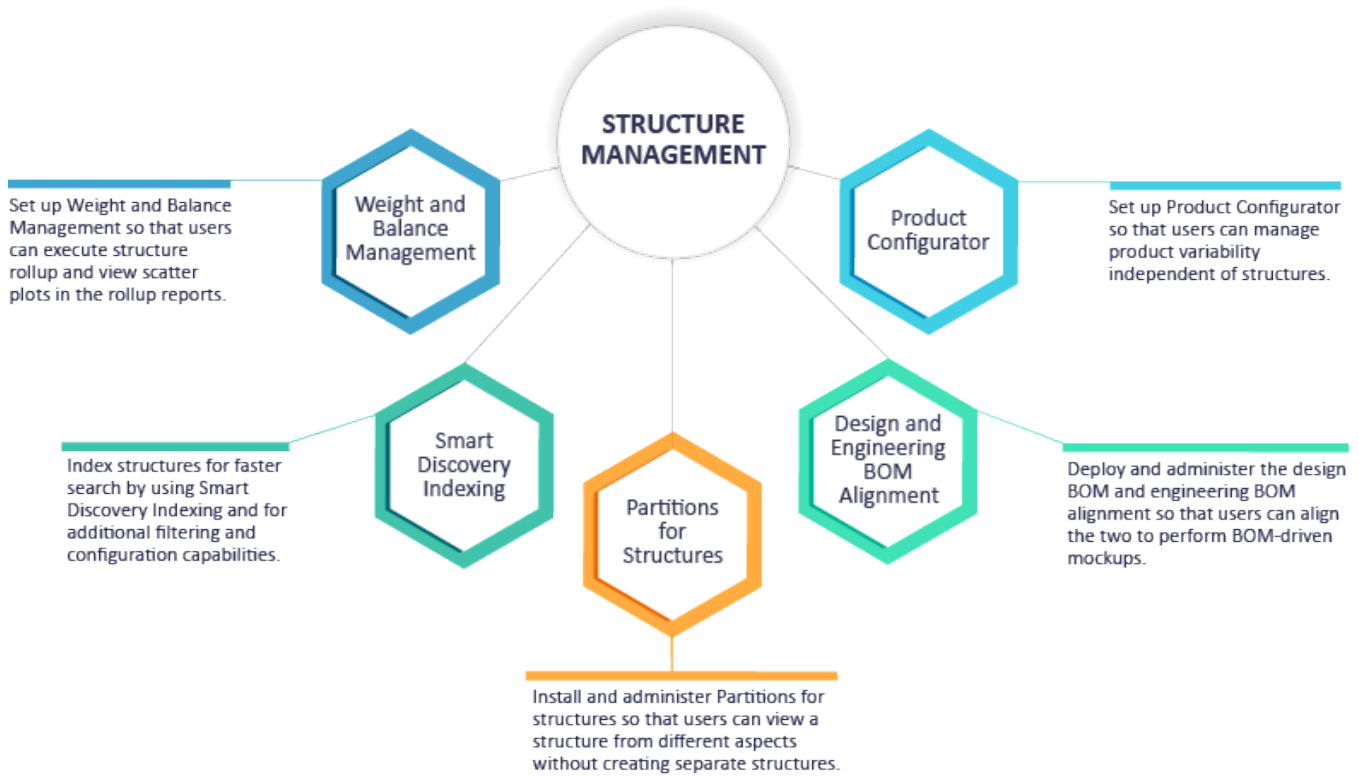 STRUCTURE
MANAGEMENT
Weight and
Balance
Management
Set up Weight and Balance
Management so that users
can execute structure
rollup and view scatter
plots in the rollup reports.
Product
Configurator
Set up Product Configurator
so that users can manage
product variability
independent of structures.
Smart
Discovery
Indexing
Index structures for faster
search by using Smart
Discovery Indexing and for
additional filtering and
configuration capabilities.
Partitions
for
Structures
Install and administer Partitions for
structures so that users can view a
structure from different aspects
without creating separate structures.
Design and
Engineering
BOM
Alignment
Deploy and administer the design
BOM and engineering BOM
alignment so that users can align
the two to perform BOM-driven
mockups.